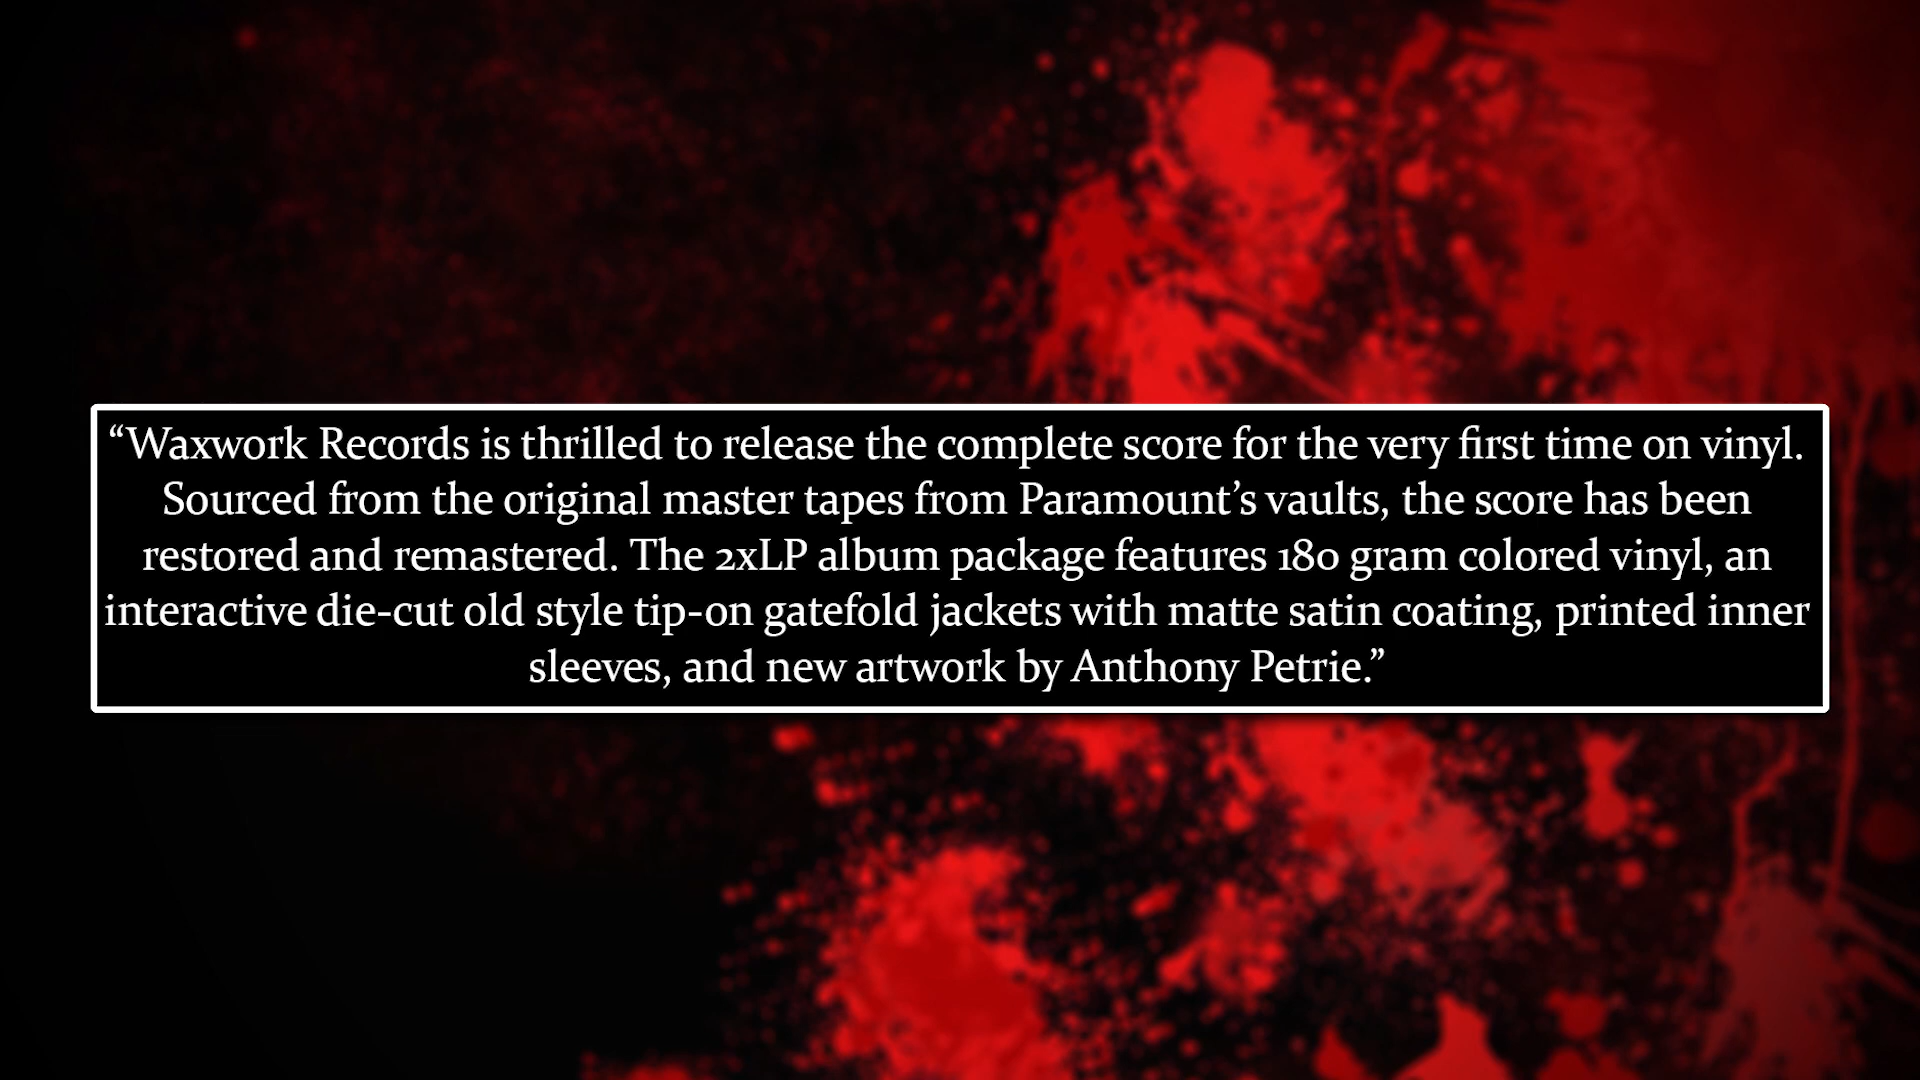 “Waxwork Records is thrilled to release the complete score for the very first time on vinyl.
Sourced from the original master tapes from Paramount’s vaults, the score has been
restored and remastered. The 2xLP album package features 180 gram colored vinyl, an
interactive die-cut old style tip-on gatefold jackets with matte satin coating, printed inner
sleeves, and new artwork by Anthony Petrie.”